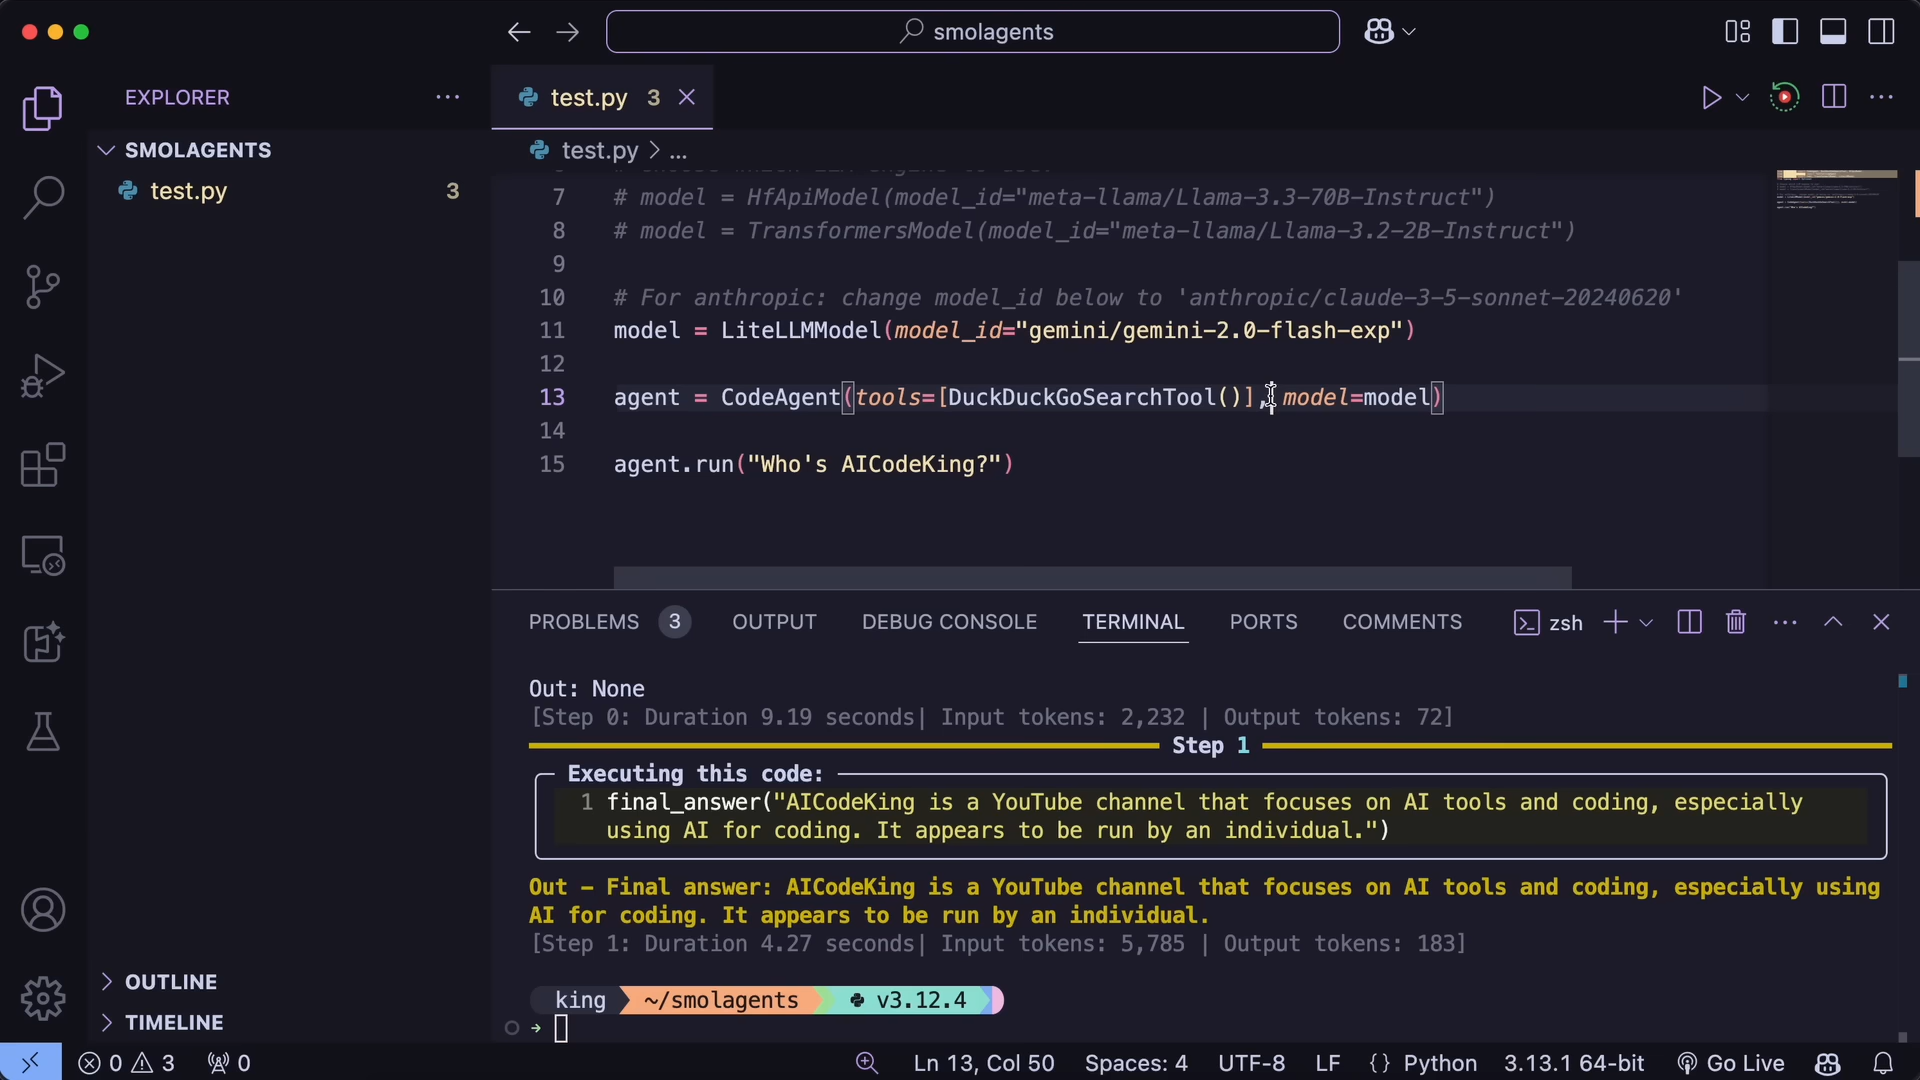 smolagents
EXPLORER
test.py 3
SMOLAGENTS
test.py 3
test.py > ...
7 # model = HfApiModel(model_id="meta-llama/Llama-3.3-70B-Instruct")
8 # model = TransformersModel(model_id="meta-llama/Llama-3.2-2B-Instruct")
9
10 # For anthropic: change model_id below to 'anthropic/claude-3-5-sonnet-20240620'
11 model = LiteLLMModel(model_id="gemini/gemini-2.0-flash-exp")
12
13 agent = CodeAgent(tools=[DuckDuckGoSearchTool()], model=model)
14
15 agent.run("Who's AICodeKing?")
PROBLEMS 3 OUTPUT DEBUG CONSOLE TERMINAL PORTS COMMENTS zsh
Out: None
[Step 0: Duration 9.19 seconds| Input tokens: 2,232 | Output tokens: 72]
Step 1
Executing this code:
1 final_answer("AICodeKing is a YouTube channel that focuses on AI tools and coding, especially
using AI for coding. It appears to be run by an individual.")
Out - Final answer: AICodeKing is a YouTube channel that focuses on AI tools and coding, especially using
AI for coding. It appears to be run by an individual.
[Step 1: Duration 4.27 seconds| Input tokens: 5,785 | Output tokens: 183]
king ~/smolagents v3.12.4
OUTLINE
TIMELINE
0 3 0 Ln 13, Col 50 Spaces: 4 UTF-8 LF {} Python 3.13.1 64-bit Go Live